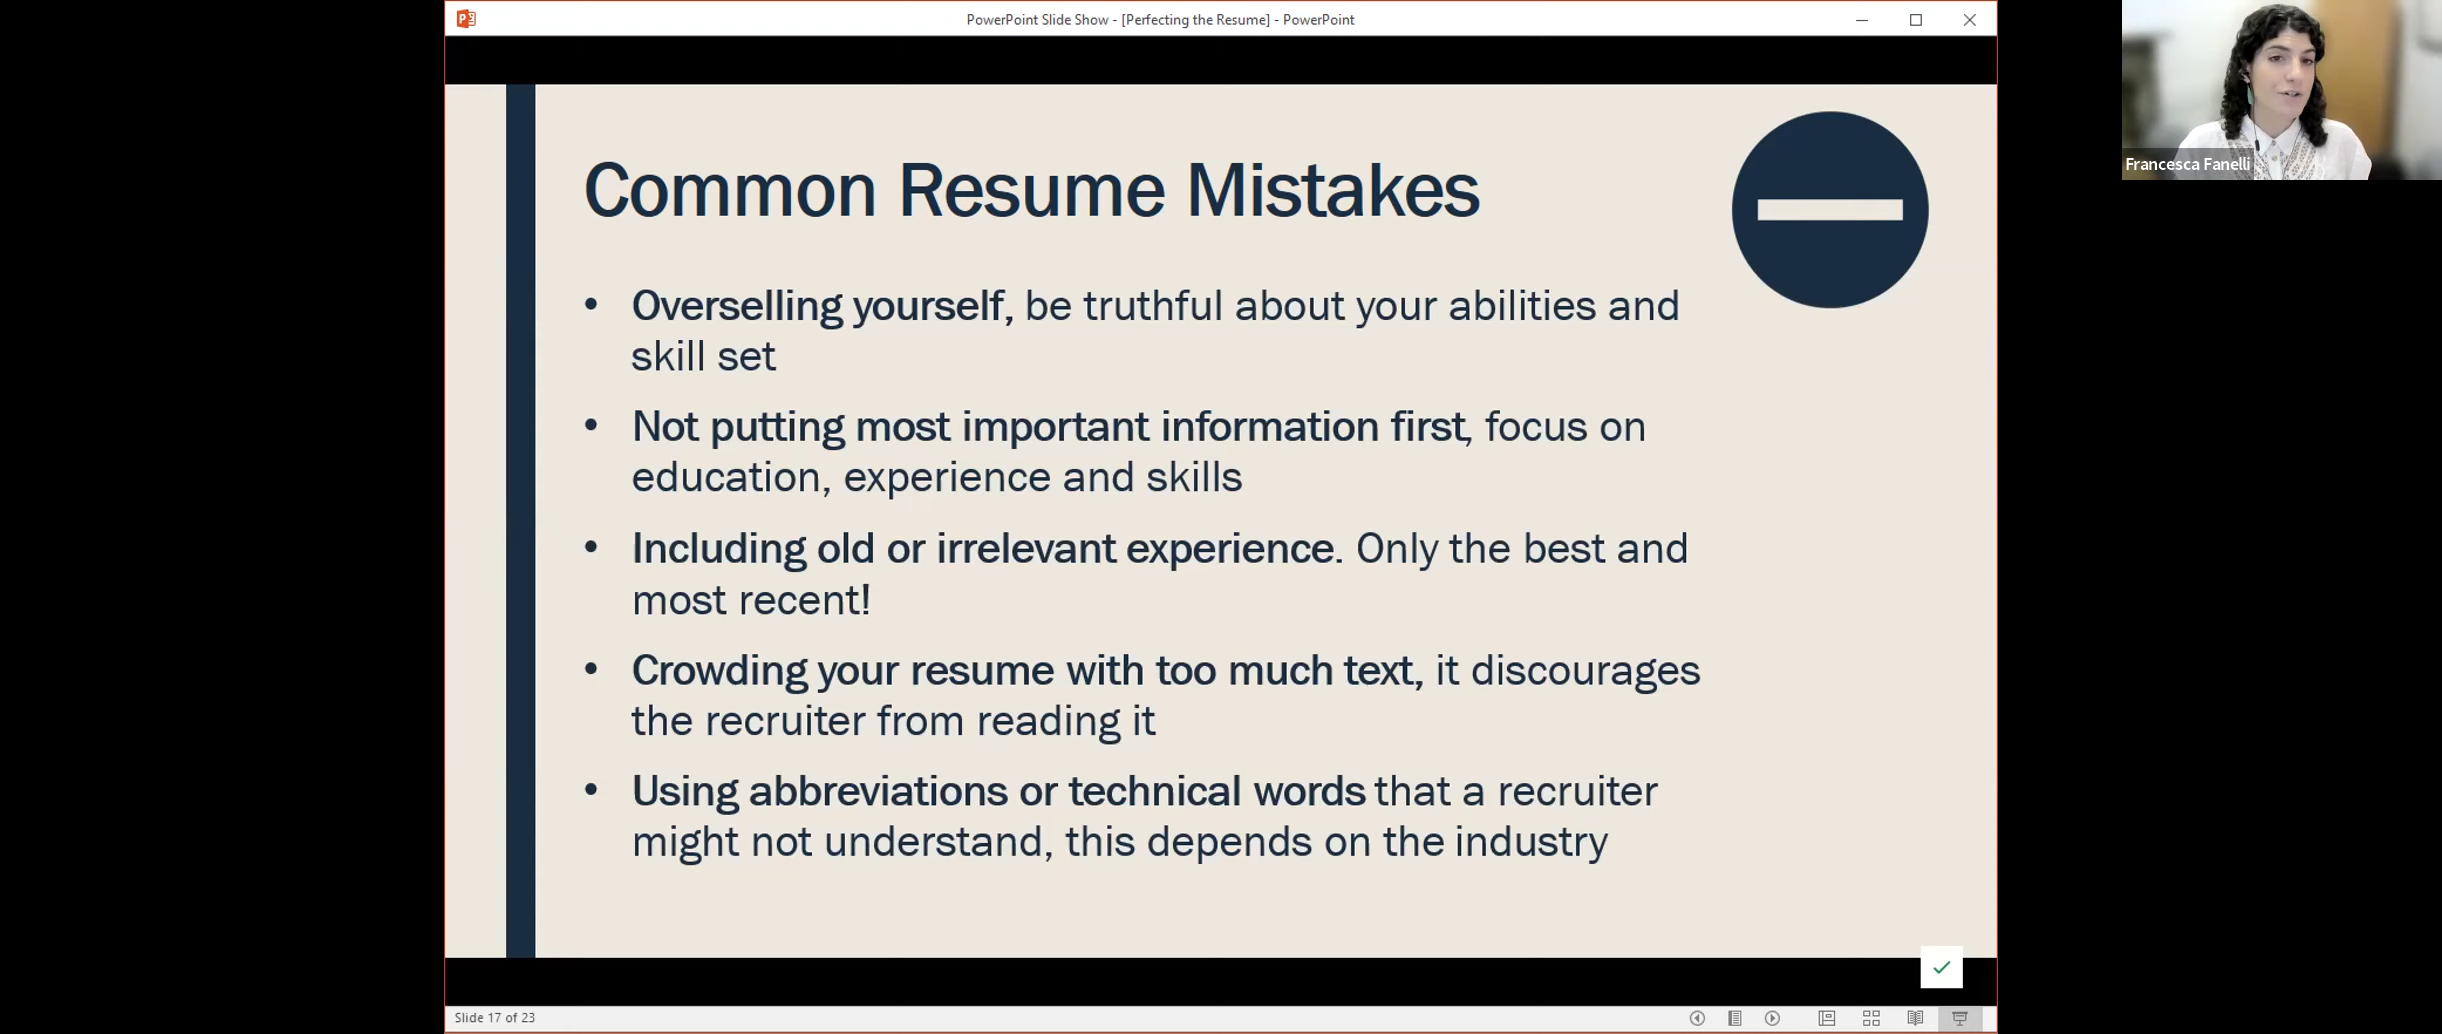 PowerPoint Slide Show - [Perfecting the Resume] - PowerPoint
Francesca Fanelli
Common Resume Mistakes
• Overselling yourself, be truthful about your abilities and
skill set
• Not putting most important information first, focus on
education, experience and skills
• Including old or irrelevant experience. Only the best and
most recent!
• Crowding your resume with too much text, it discourages
the recruiter from reading it
• Using abbreviations or technical words that a recruiter
might not understand, this depends on the industry
Slide 17 of 23